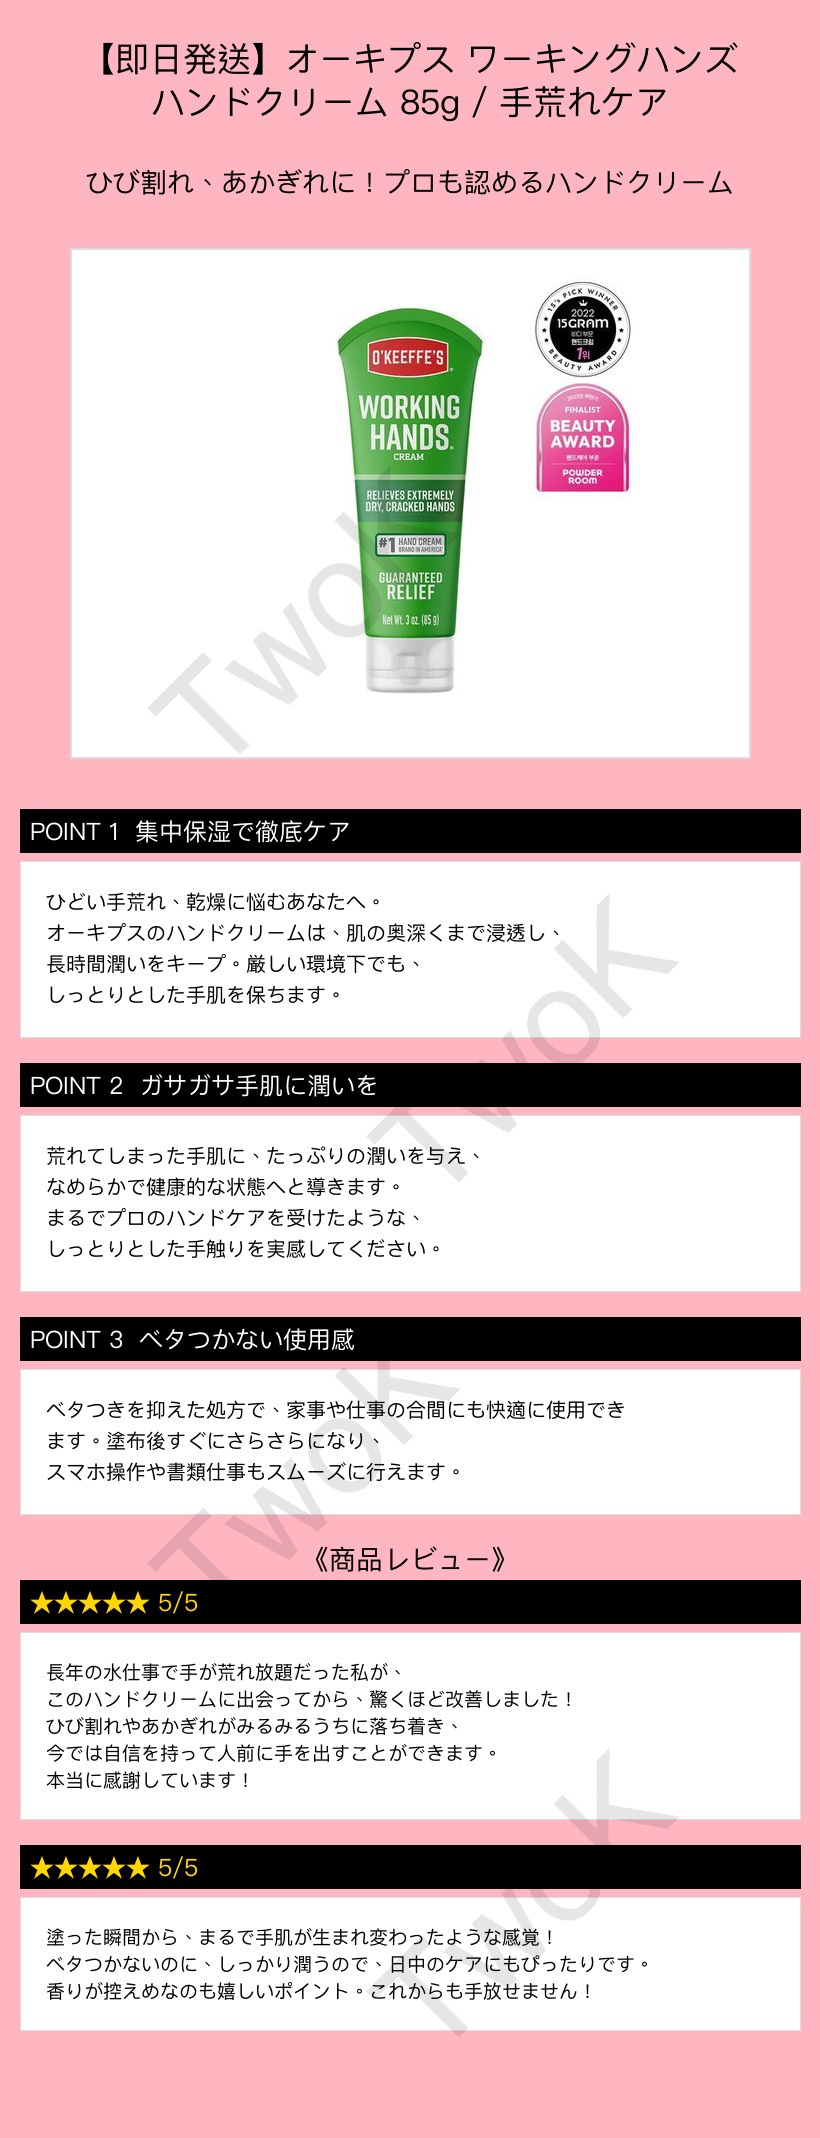 【即日発送】オーキプス ワーキングハンズ
ハンドクリーム 85g / 手荒れケア
ひび割れ、あかぎれに！プロも認めるハンドクリーム
15's PICK WINNER
2022
15GRAM
바디 부문
핸드크림
1위
BEAUTY AWARD
2022년 하반기
FINALIST
BEAUTY
AWARD
핸드케어 부문
POWDER
ROOM
O'KEEFFE'S
WORKING
HANDS
CREAM
RELIEVES EXTREMELY
DRY, CRACKED HANDS
#1 HAND CREAM
BRAND IN AMERICA*
GUARANTEED
RELIEF
Net Wt. 3 oz. (85 g)
TwoK
POINT 1 集中保湿で徹底ケア
ひどい手荒れ、乾燥に悩むあなたへ。
オーキプスのハンドクリームは、肌の奥深くまで浸透し、
長時間潤いをキープ。厳しい環境下でも、
しっとりとした手肌を保ちます。
TwoK
POINT 2 ガサガサ手肌に潤いを
荒れてしまった手肌に、たっぷりの潤いを与え、
なめらかで健康的な状態へと導きます。
まるでプロのハンドケアを受けたような、
しっとりとした手触りを実感してください。
POINT 3 ベタつかない使用感
ベタつきを抑えた処方で、家事や仕事の合間にも快適に使用でき
ます。塗布後すぐにさらさらになり、
スマホ操作や書類仕事もスムーズに行えます。
TwoK
《商品レビュー》
★★★★★ 5/5
長年の水仕事で手が荒れ放題だった私が、
このハンドクリームに出会ってから、驚くほど改善しました！
ひび割れやあかぎれがみるみるうちに落ち着き、
今では自信を持って人前に手を出すことができます。
本当に感謝しています！
TwoK
★★★★★ 5/5
塗った瞬間から、まるで手肌が生まれ変わったような感覚！
ベタつかないのに、しっかり潤うので、日中のケアにもぴったりです。
香りが控えめなのも嬉しいポイント。これからも手放せません！